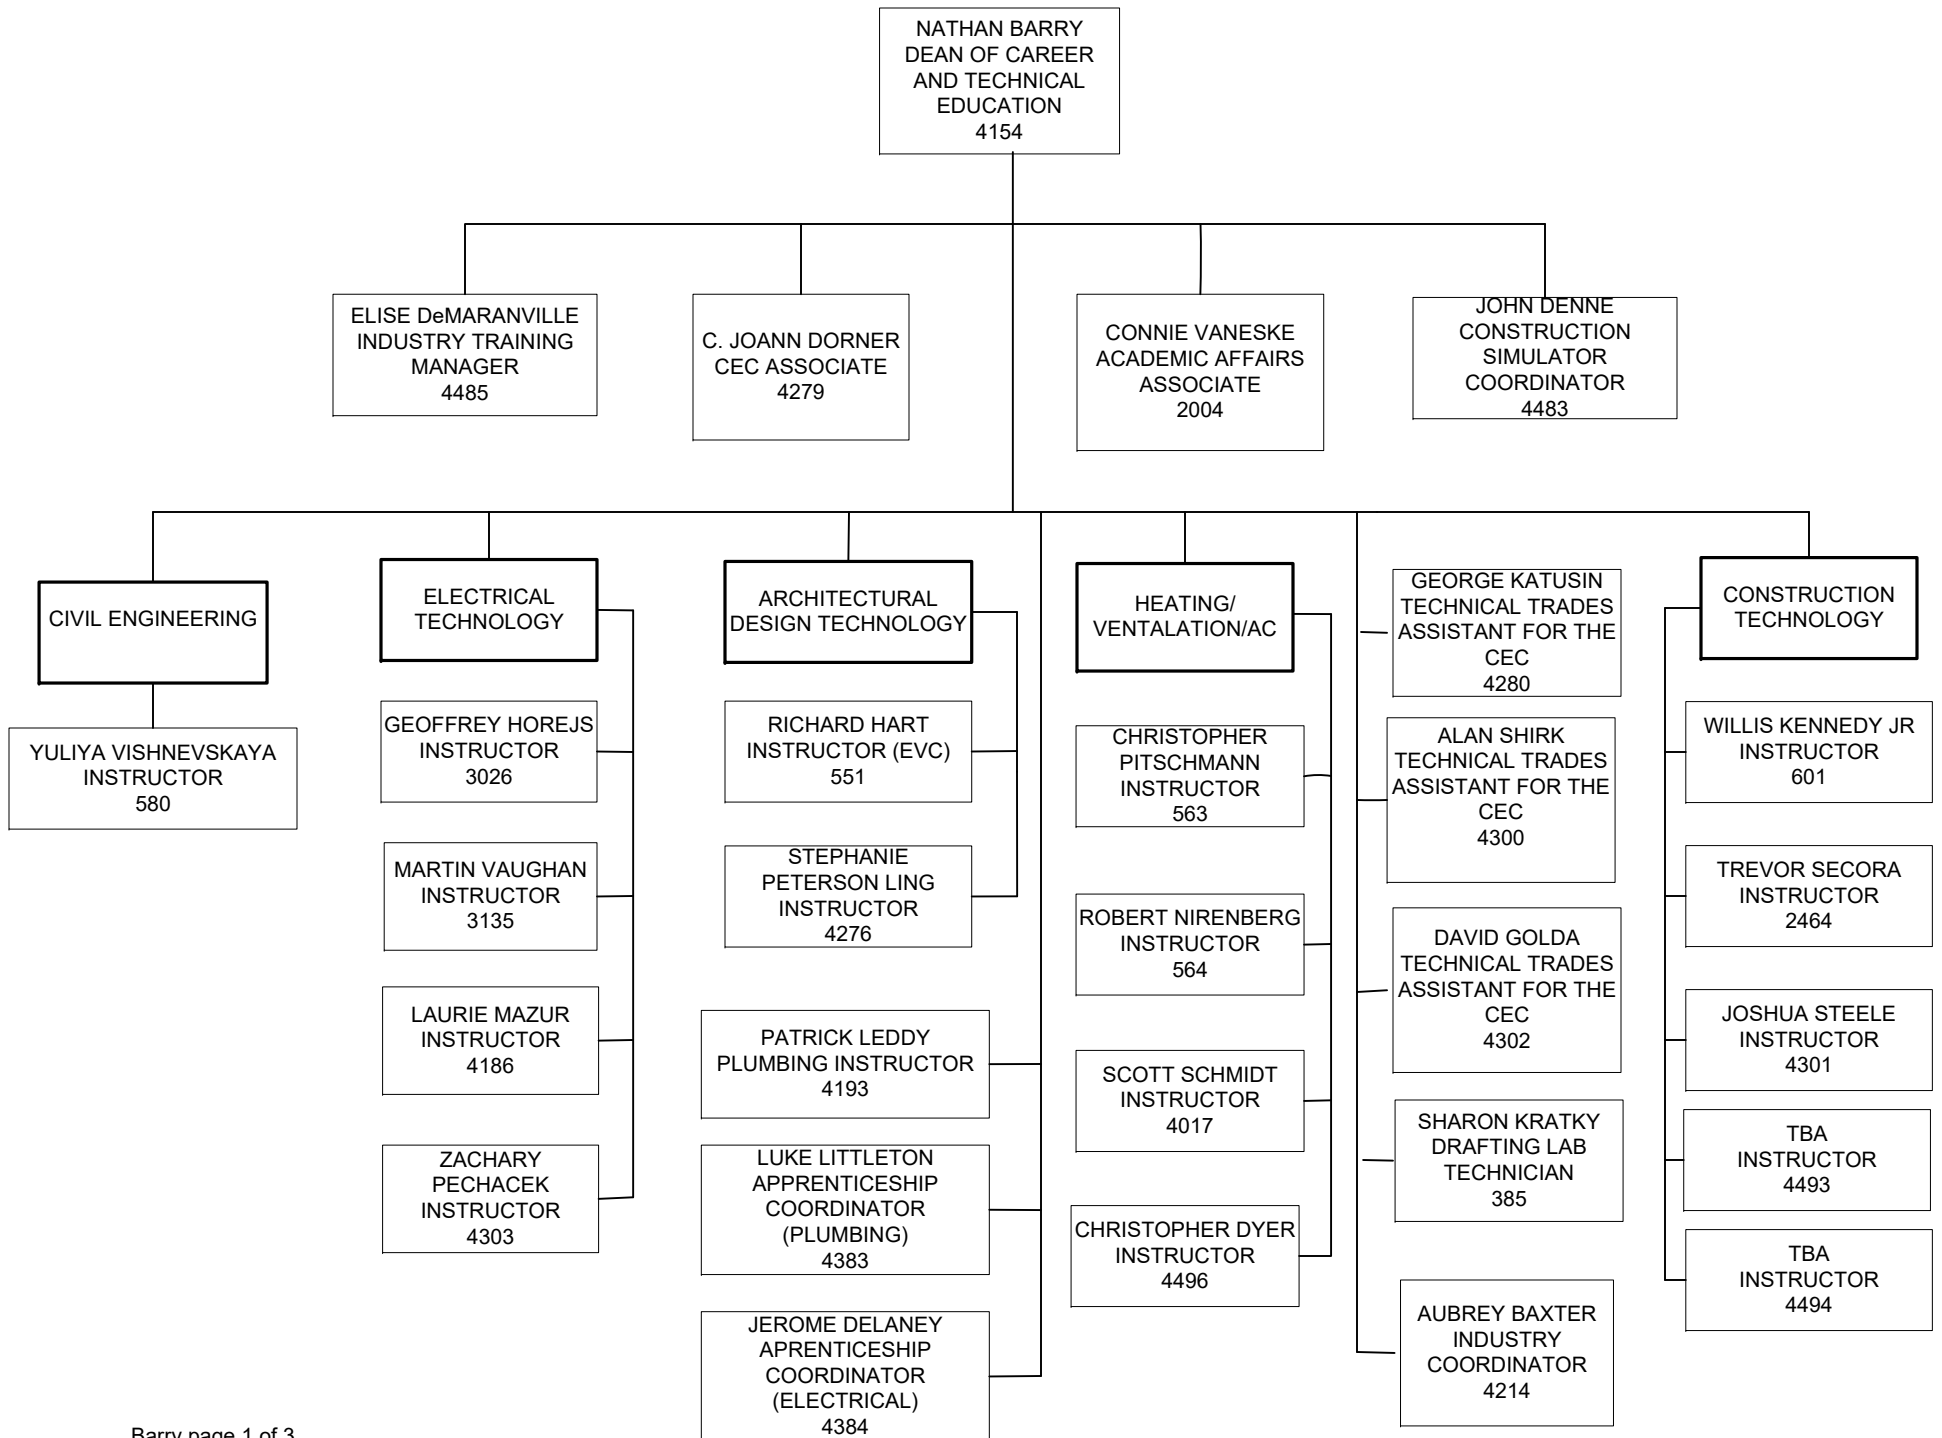 NATHAN BARRY
DEAN OF CAREER
AND TECHNICAL
EDUCATION
4154
ELISE DeMARANVILLE
INDUSTRY TRAINING
MANAGER
4485
C. JOANN DORNER
CEC ASSOCIATE
4279
CONNIE VANESKE
ACADEMIC AFFAIRS
ASSOCIATE
2004
JOHN DENNE
CONSTRUCTION
SIMULATOR
COORDINATOR
4483
CIVIL ENGINEERING
YULIYA VISHNEVSKAYA
INSTRUCTOR
580
ELECTRICAL
TECHNOLOGY
GEOFFREY HOREJS
INSTRUCTOR
3026
MARTIN VAUGHAN
INSTRUCTOR
3135
LAURIE MAZUR
INSTRUCTOR
4186
ZACHARY
PECHACEK
INSTRUCTOR
4303
ARCHITECTURAL
DESIGN TECHNOLOGY
RICHARD HART
INSTRUCTOR (EVC)
551
STEPHANIE
PETERSON LING
INSTRUCTOR
4276
PATRICK LEDDY
PLUMBING INSTRUCTOR
4193
LUKE LITTLETON
APPRENTICESHIP
COORDINATOR
(PLUMBING)
4383
JEROME DELANEY
APRENTICESHIP
COORDINATOR
(ELECTRICAL)
4384
HEATING/
VENTALATION/AC
CHRISTOPHER
PITSCHMANN
INSTRUCTOR
563
ROBERT NIRENBERG
INSTRUCTOR
564
SCOTT SCHMIDT
INSTRUCTOR
4017
CHRISTOPHER DYER
INSTRUCTOR
4496
GEORGE KATUSIN
TECHNICAL TRADES
ASSISTANT FOR THE
CEC
4280
ALAN SHIRK
TECHNICAL TRADES
ASSISTANT FOR THE
CEC
4300
DAVID GOLDA
TECHNICAL TRADES
ASSISTANT FOR THE
CEC
4302
SHARON KRATKY
DRAFTING LAB
TECHNICIAN
385
AUBREY BAXTER
INDUSTRY
COORDINATOR
4214
CONSTRUCTION
TECHNOLOGY
WILLIS KENNEDY JR
INSTRUCTOR
601
TREVOR SECORA
INSTRUCTOR
2464
JOSHUA STEELE
INSTRUCTOR
4301
TBA
INSTRUCTOR
4493
TBA
INSTRUCTOR
4494
Barry page 1 of 3